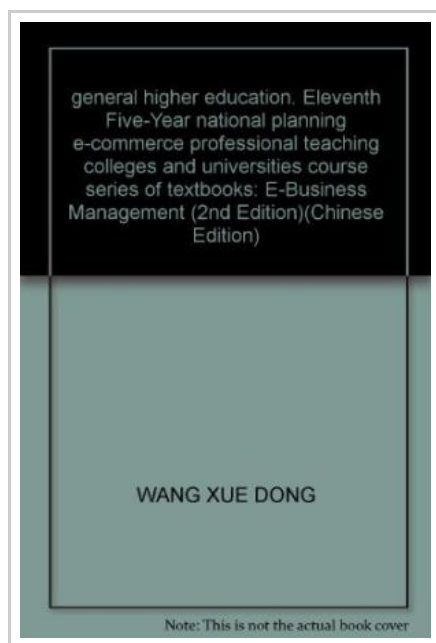 general higher education. Eleventh
Five-Year national planning
e-commerce professional teaching
colleges and universities course
series of textbooks: E-Business
Management (2nd Edition)(Chinese
Edition)
WANG XUE DONG
Note: This is not the actual book cover